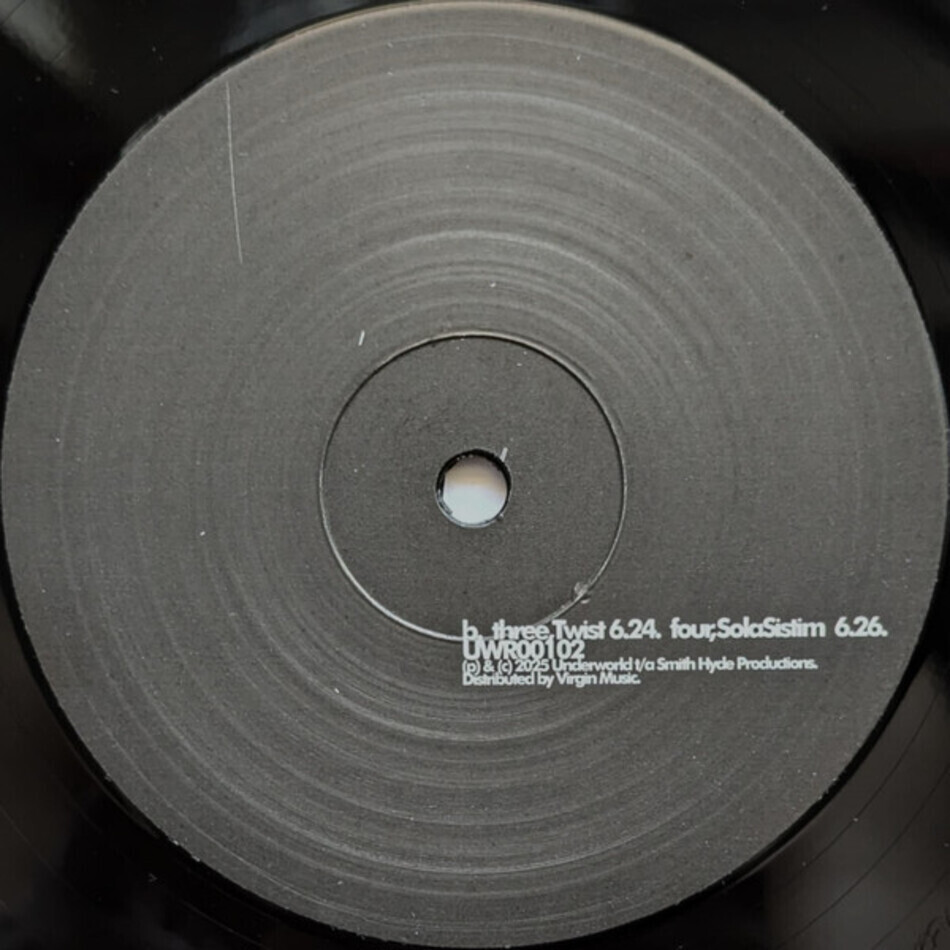 b. three,Twist 6.24. four,SolaSistim 6.26.
UWR00102
(p) & (c) 2025 Underworld t/a Smith Hyde Productions.
Distributed by Virgin Music.